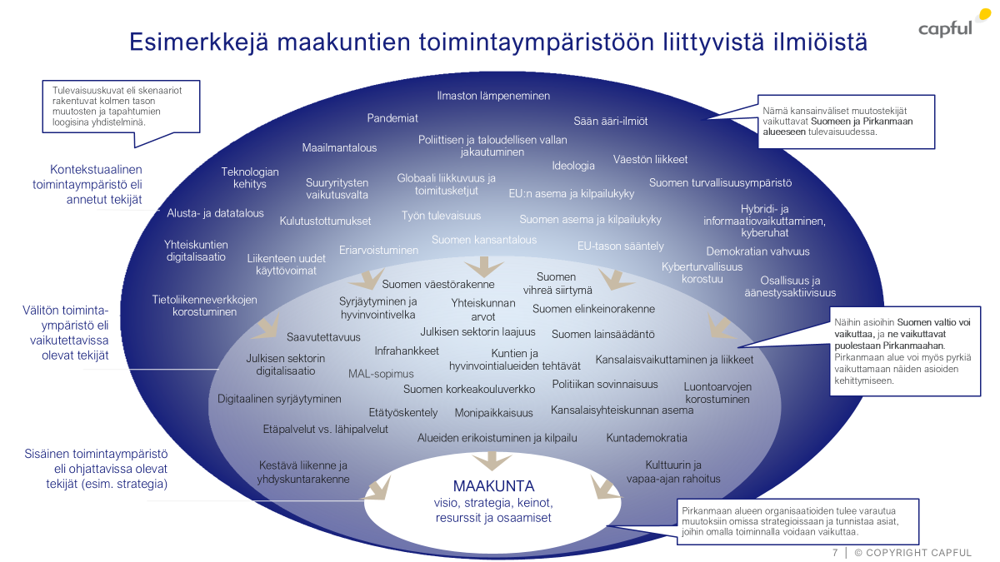 capful
Esimerkkejä maakuntien toimintaympäristöön liittyvistä ilmiöistä
Tulevaisuuskuvat eli skenaariot
rakentuvat kolmen tason
muutosten ja tapahtumien
loogisina yhdistelminä.
Nämä kansainväliset muutostekijät
vaikuttavat Suomeen ja Pirkanmaan
alueeseen tulevaisuudessa.
Kontekstuaalinen
toimintaympäristö eli
annetut tekijät
Ilmaston lämpeneminen
Pandemiat
Sään ääri-ilmiöt
Maailmantalous
Poliittisen ja taloudellisen vallan
jakautuminen
Ideologia
Väestön liikkeet
Teknologian
kehitys
Suuryritysten
vaikutusvalta
Globaali liikkuvuus ja
toimitusketjut
EU:n asema ja kilpailukyky
Suomen turvallisuusympäristö
Alusta- ja datatalous
Kulutustottumukset
Työn tulevaisuus
Suomen asema ja kilpailukyky
Hybridi- ja
informaatiovaikuttaminen,
kyberuhat
Yhteiskuntien
digitalisaatio
Liikenteen uudet
käyttövoimat
Eriarvoistuminen
Suomen kansantalous
EU-tason sääntely
Demokratian vahvuus
Kyberturvallisuus
korostuu
Osallisuus ja
äänestysaktiivisuus
Tietoliikenneverkkojen
korostuminen
Välitön toiminta-
ympäristö eli
vaikutettavissa
olevat tekijät
Suomen väestörakenne
Suomen
vihreä siirtymä
Syrjäytyminen ja
hyvinvointivelka
Yhteiskunnan
arvot
Suomen elinkeinorakenne
Saavutettavuus
Julkisen sektorin laajuus
Suomen lainsäädäntö
Julkisen sektorin
digitalisaatio
Infrahankkeet
MAL-sopimus
Kuntien ja
hyvinvointialueiden tehtävät
Kansalaisvaikuttaminen ja liikkeet
Näihin asioihin Suomen valtio voi
vaikuttaa, ja ne vaikuttavat
puolestaan Pirkanmaahan.
Pirkanmaan alue voi myös pyrkiä
vaikuttamaan näiden asioiden
kehittymiseen.
Digitaalinen syrjäytyminen
Suomen korkeakouluverkko
Politiikan sovinnaisuus
Luontoarvojen
korostuminen
Etätyöskentely
Monipaikkaisuus
Kansalaisyhteiskunnan asema
Etäpalvelut vs. lähipalvelut
Alueiden erikoistuminen ja kilpailu
Kuntademokratia
Kestävä liikenne ja
yhdyskuntarakenne
Kulttuurin ja
vapaa-ajan rahoitus
Sisäinen toimintaympäristö
eli ohjattavissa olevat
tekijät (esim. strategia)
MAAKUNTA
visio, strategia, keinot,
resurssit ja osaamiset
Pirkanmaan alueen organisaatioiden tulee varautua
muutoksiin omissa strategioissaan ja tunnistaa asiat,
joihin omalla toiminnalla voidaan vaikuttaa.
7 | © COPYRIGHT CAPFUL